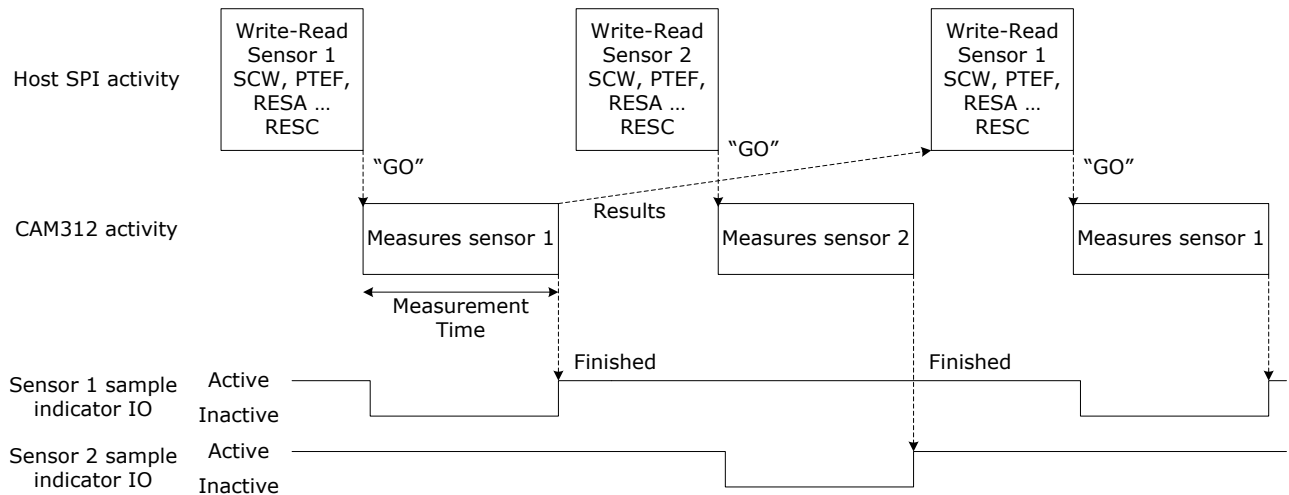 Write-Read
Sensor 1
SCW, PTEF,
RESA ...
RESC
Write-Read
Sensor 2
SCW, PTEF,
RESA ...
RESC
Write-Read
Sensor 1
SCW, PTEF,
RESA ...
RESC
Host SPI activity
“GO”
“GO”
“GO”
Results
CAM312 activity
Measures sensor 1
Measures sensor 2
Measures sensor 1
Measurement
Time
Finished
Finished
Sensor 1 sample
indicator IO
Active
Inactive
Sensor 2 sample
indicator IO
Active
Inactive